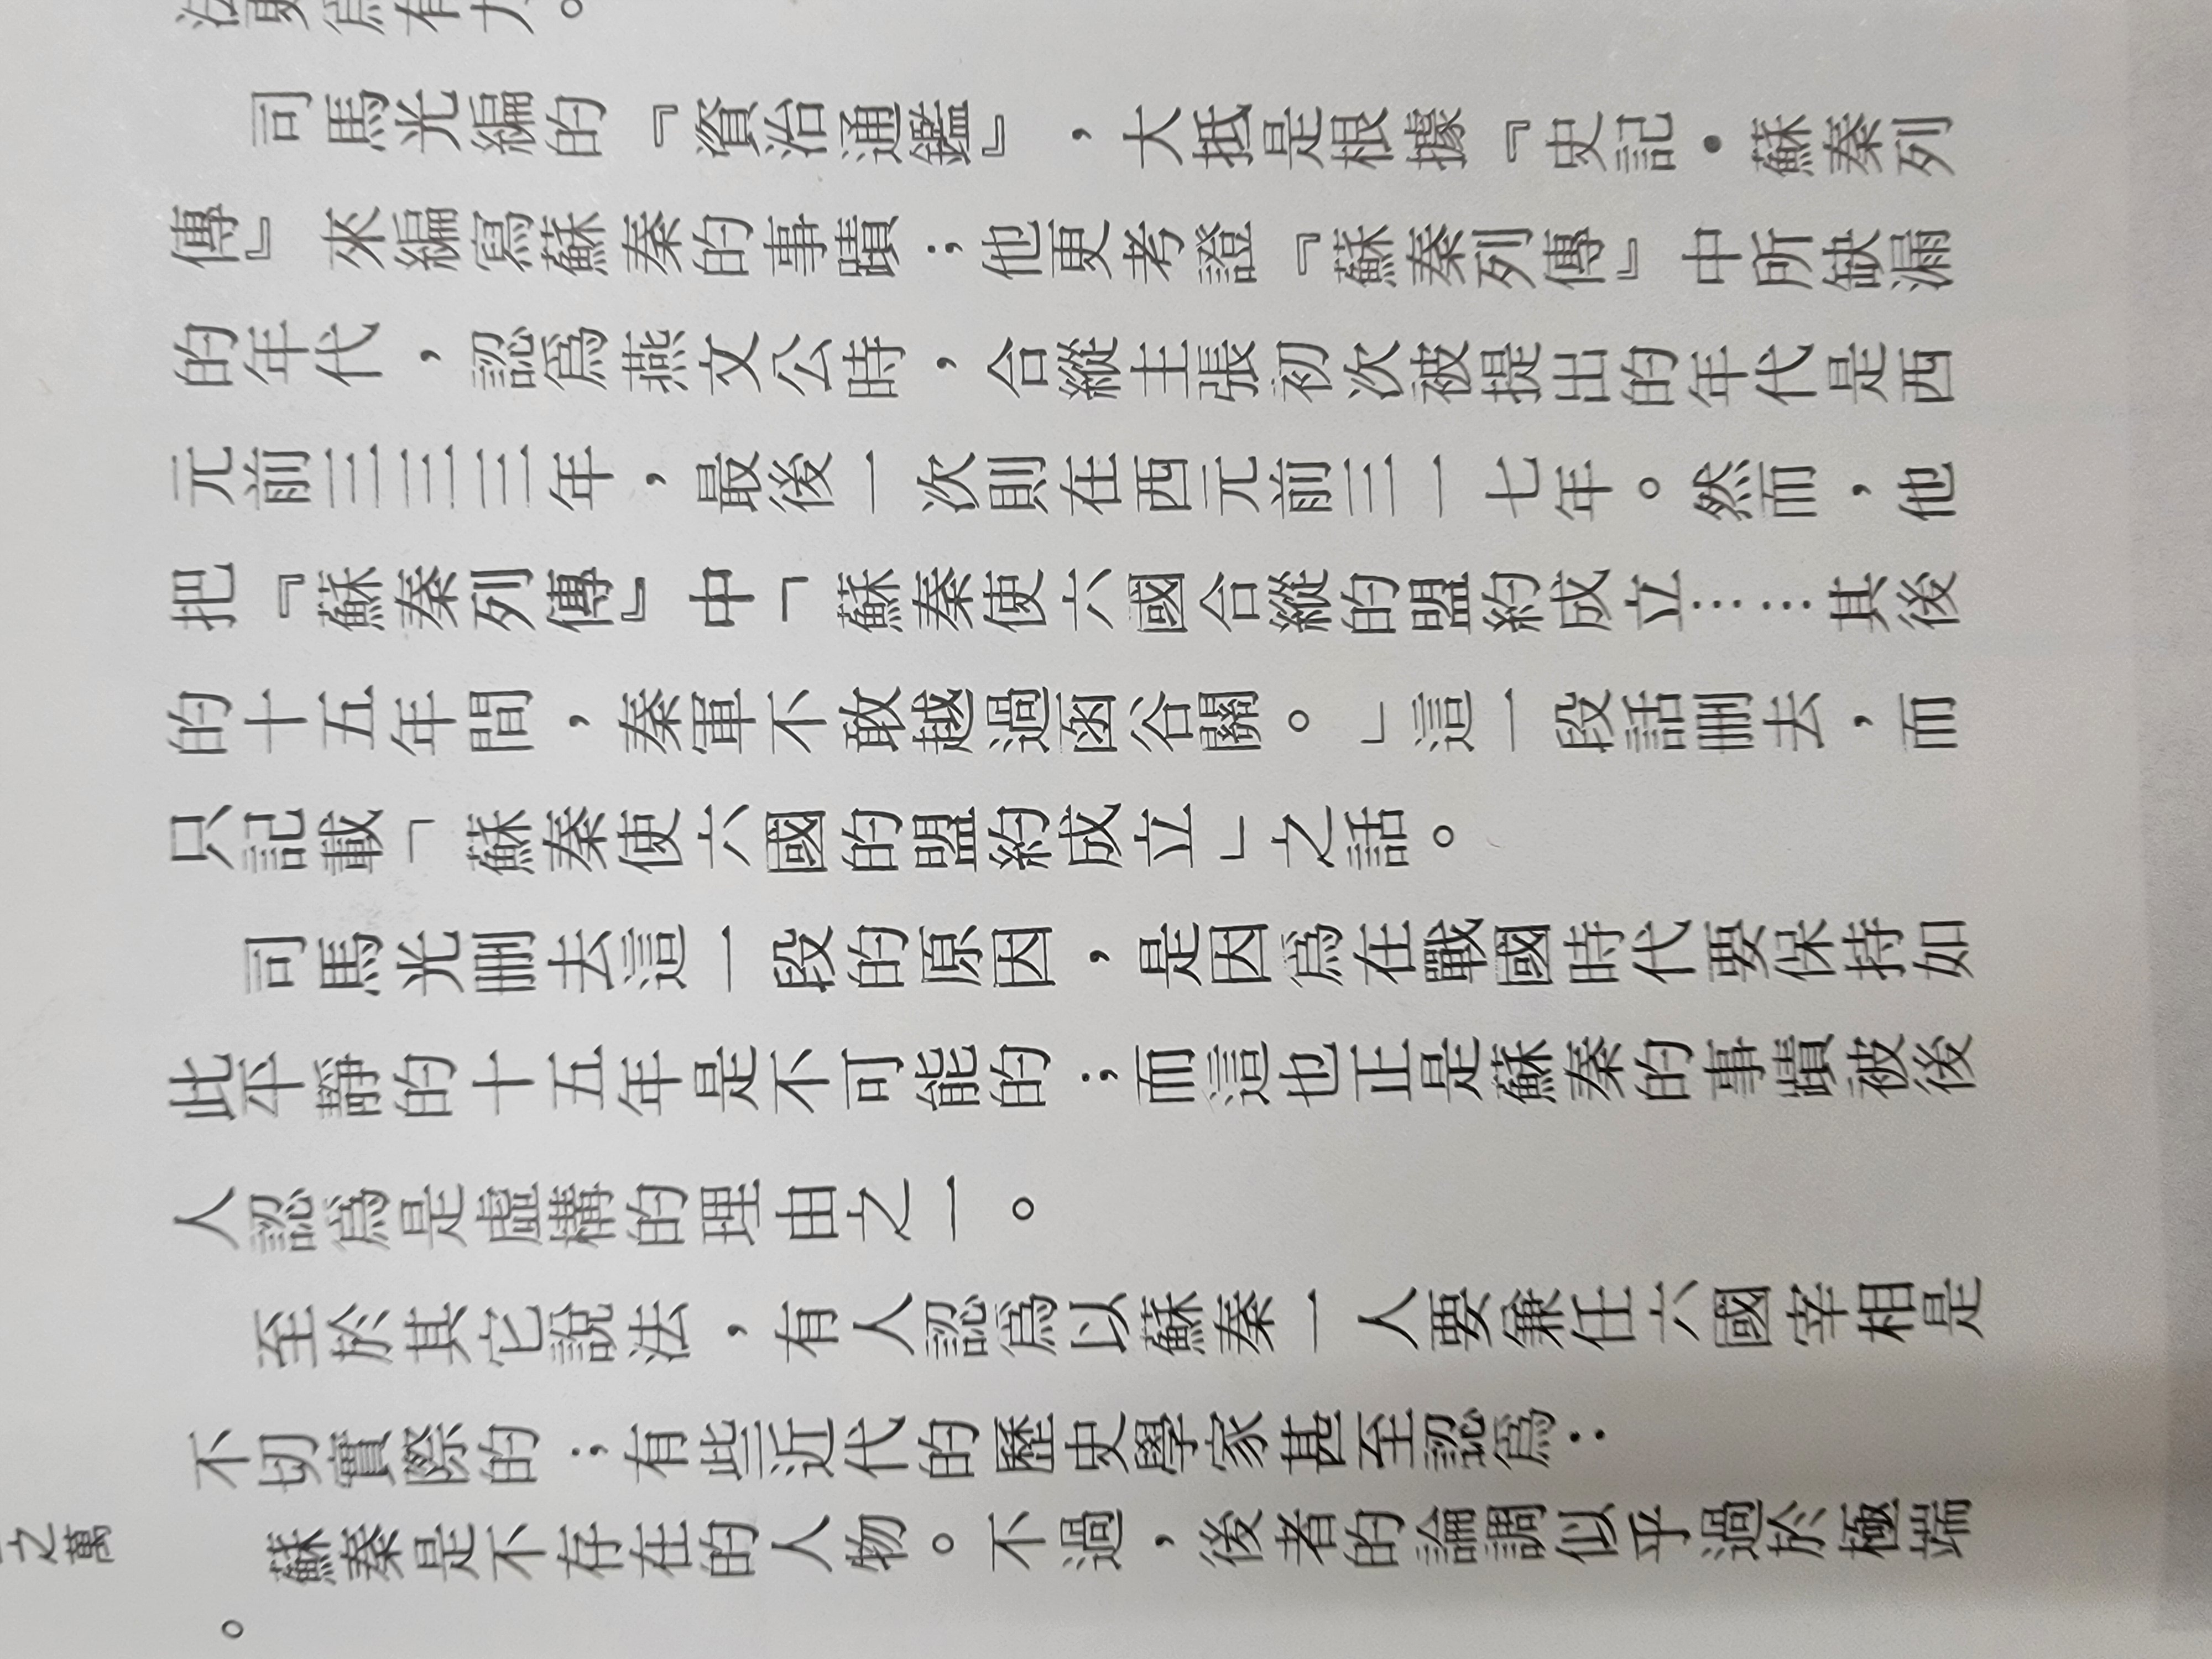 法更爲有力。
司馬光編的『資治通鑑』，大抵是根據『史記・蘇秦列
傳』來編寫蘇秦的事蹟；他更考證『蘇秦列傳』中所缺漏
的年代，認爲燕文公時，合縱主張初次被提出的年代是西
元前三三三年，最後一次則在西元前三一七年。然而，他
把『蘇秦列傳』中「蘇秦使六國合縱的盟約成立……其後
的十五年間，秦軍不敢越過函谷關。」這一段話刪去，而
只記載「蘇秦使六國的盟約成立」之話。
司馬光刪去這一段的原因，是因爲在戰國時代要保持如
此平靜的十五年是不可能的；而這也正是蘇秦的事蹟被後
人認爲是虛構的理由之一。
至於其它說法，有人認爲以蘇秦一人要兼任六國宰相是
不切實際的；有些近代的歷史學家甚至認爲：
蘇秦是不存在的人物。不過，後者的論調似乎過於極端
。
之萬